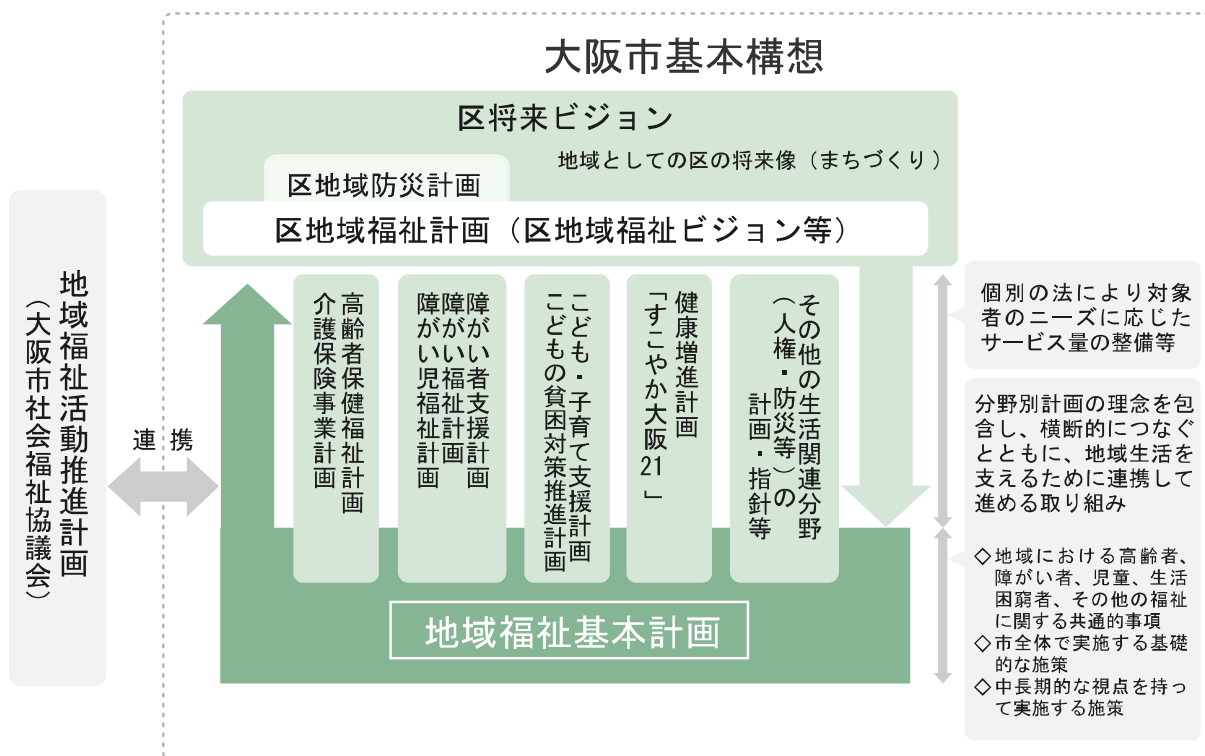 大阪市基本構想
区将来ビジョン
地域としての区の将来像（まちづくり）
区地域防災計画
区地域福祉計画（区地域福祉ビジョン等）
地域福祉活動推進計画
（大阪市社会福祉協議会）
連携
高齢者保健福祉計画
介護保険事業計画
障がい者支援計画
障がい福祉計画
障がい児福祉計画
こども・子育て支援計画
こどもの貧困対策推進計画
健康増進計画
「すこやか大阪21」
その他の生活関連分野
（人権・防災等）の
計画・指針等
地域福祉基本計画
個別の法により対象
者のニーズに応じた
サービス量の整備等
分野別計画の理念を包
含し、横断的につなぐ
とともに、地域生活を
支えるために連携して
進める取り組み
◇地域における高齢者、
障がい者、児童、生活
困窮者、その他の福祉
に関する共通的事項
◇市全体で実施する基礎
的な施策
◇中長期的な視点を持っ
て実施する施策